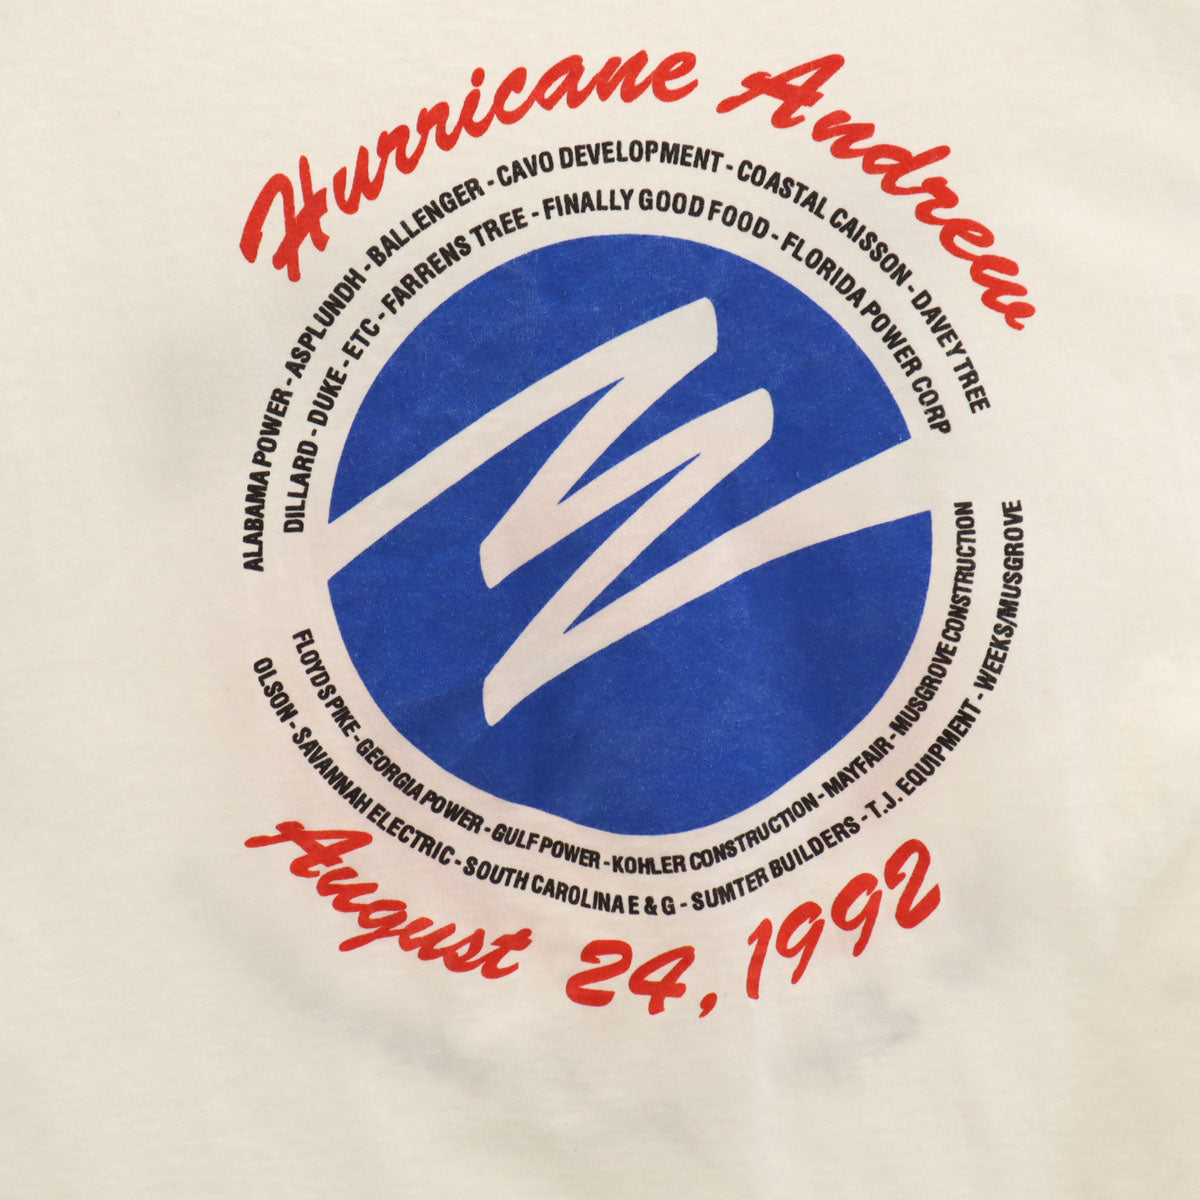 Hurricane Andrew
ALABAMA POWER - ASPLUNDH - BALLENGER - CAVO DEVELOPMENT - COASTAL CAISSON - DAVEY TREE
DILLARD - DUKE - ETC - FARRENS TREE - FINALLY GOOD FOOD - FLORIDA POWER CORP
FLOYD S PIKE - GEORGIA POWER - GULF POWER - KOHLER CONSTRUCTION - MAYFAIR - MUSGROVE CONSTRUCTION
OLSON - SAVANNAH ELECTRIC - SOUTH CAROLINA E & G - SUMTER BUILDERS - T.J. EQUIPMENT - WEEKS/MUSGROVE
August 24, 1992